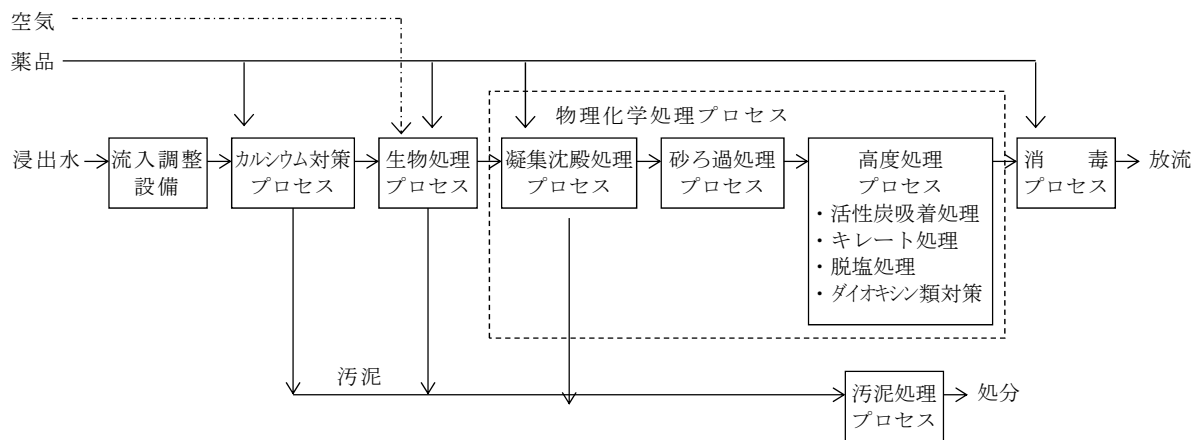 空気
薬品
物理化学処理プロセス
浸出水
流入調整
設備
カルシウム対策
プロセス
生物処理
プロセス
凝集沈殿処理
プロセス
砂ろ過処理
プロセス
高度処理
プロセス
・活性炭吸着処理
・キレート処理
・脱塩処理
・ダイオキシン類対策
消毒
プロセス
放流
汚泥
汚泥処理
プロセス
処分